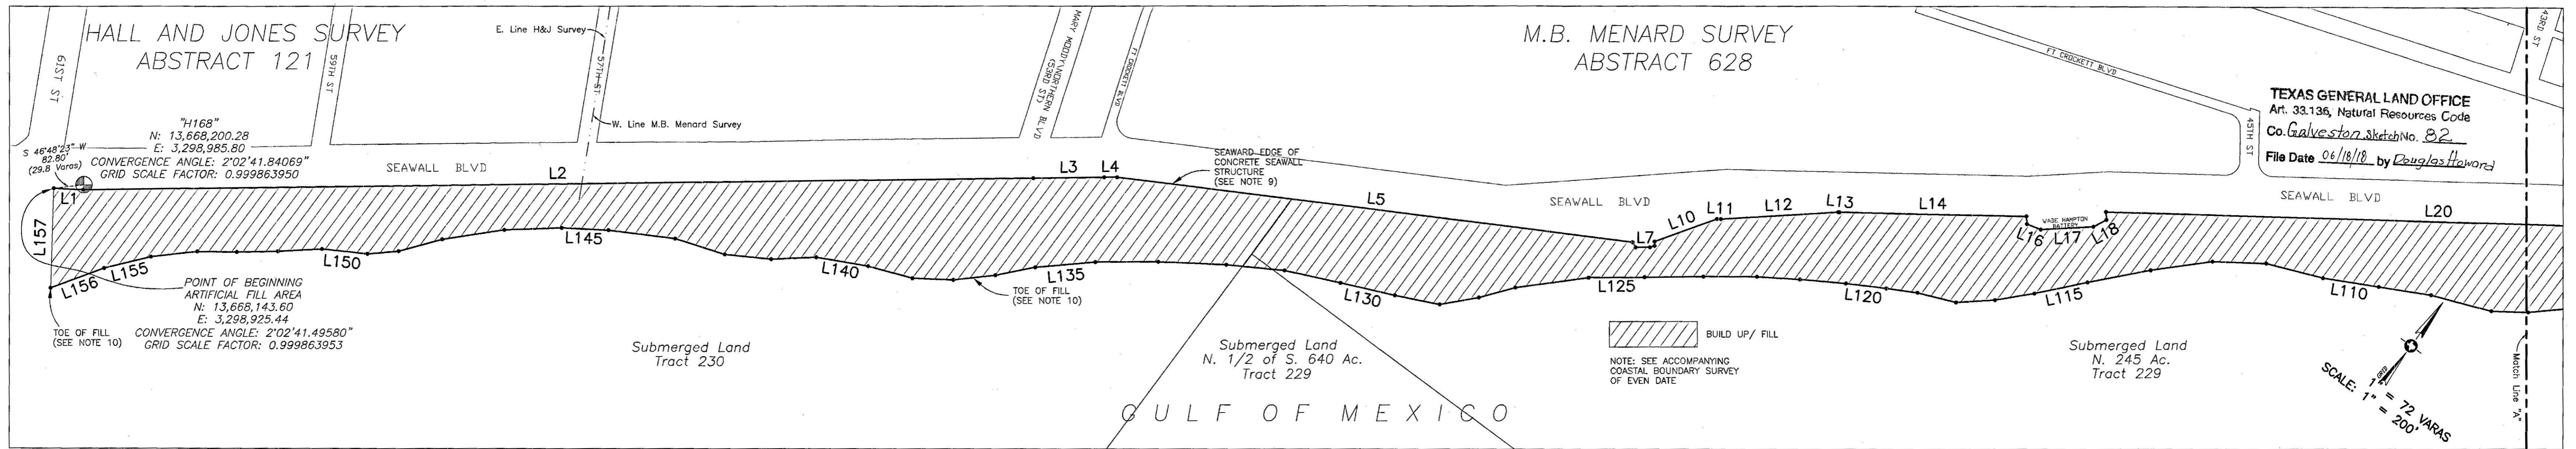 HALL AND JONES SURVEY
ABSTRACT 121
61ST ST
59TH ST
E. Line H&J Survey
57TH ST
W. Line M.B. Menard Survey
MARY MOODY NORTHERN BLVD
(53RD ST)
FT CROCKETT BLVD
M.B. MENARD SURVEY
ABSTRACT 628
FT CROCKETT BLVD
43RD ST
45TH ST
TEXAS GENERAL LAND OFFICE
Art. 33.136, Natural Resources Code
Co. Galveston Sketch No. 82
File Date 06/18/18 by Douglas Howard
"H168"
N: 13,668,200.28
E: 3,298,985.80
CONVERGENCE ANGLE: 2°02'41.84069"
GRID SCALE FACTOR: 0.999863950
S 46°48'23" W
82.80'
(29.8 Varas)
SEAWALL BLVD
L1
L2
L3
L4
SEAWARD EDGE OF
CONCRETE SEAWALL
STRUCTURE
(SEE NOTE 9)
L5
SEAWALL BLVD
L7
L10
L11
L12
L13
L14
L16
WADE HAMPTON
BATTERY
L17
L18
SEAWALL BLVD
L20
L157
L156
L155
L150
L145
L140
L135
L130
L125
L120
L115
L110
POINT OF BEGINNING
ARTIFICIAL FILL AREA
N: 13,668,143.60
E: 3,298,925.44
CONVERGENCE ANGLE: 2°02'41.49580"
GRID SCALE FACTOR: 0.999863953
TOE OF FILL
(SEE NOTE 10)
TOE OF FILL
(SEE NOTE 10)
Submerged Land
Tract 230
Submerged Land
N. 1/2 of S. 640 Ac.
Tract 229
BUILD UP/ FILL
NOTE: SEE ACCOMPANYING
COASTAL BOUNDARY SURVEY
OF EVEN DATE
Submerged Land
N. 245 Ac.
Tract 229
GULF OF MEXICO
GRID
SCALE: 1" = 72 VARAS
1" = 200'
Match Line "A"